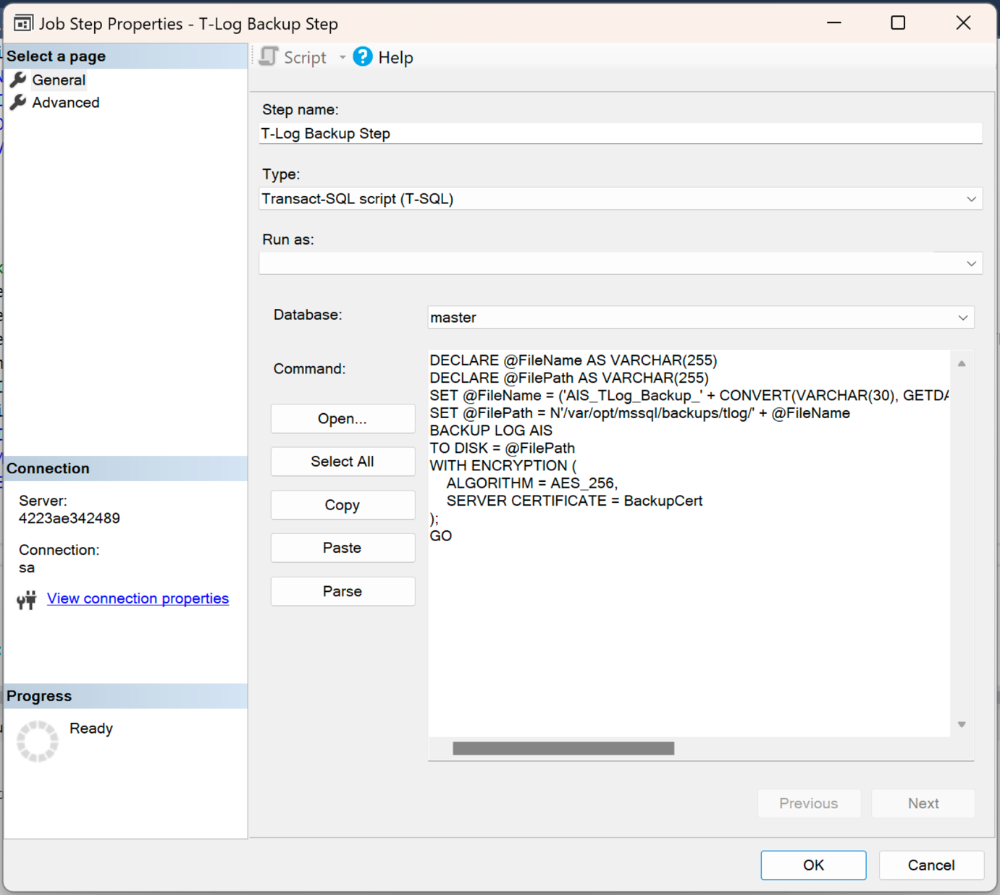 Job Step Properties - T-Log Backup Step
Select a page
General
Advanced
Script
Help
Step name:
T-Log Backup Step
Type:
Transact-SQL script (T-SQL)
Run as:
Database:
master
Command:
DECLARE @FileName AS VARCHAR(255)
DECLARE @FilePath AS VARCHAR(255)
SET @FileName = ('AIS_TLog_Backup_' + CONVERT(VARCHAR(30), GETDA
SET @FilePath = N'/var/opt/mssql/backups/tlog/' + @FileName
BACKUP LOG AIS
TO DISK = @FilePath
WITH ENCRYPTION (
    ALGORITHM = AES_256,
    SERVER CERTIFICATE = BackupCert
);
GO
Open...
Select All
Copy
Paste
Parse
Connection
Server:
4223ae342489
Connection:
sa
View connection properties
Progress
Ready
Previous
Next
OK
Cancel